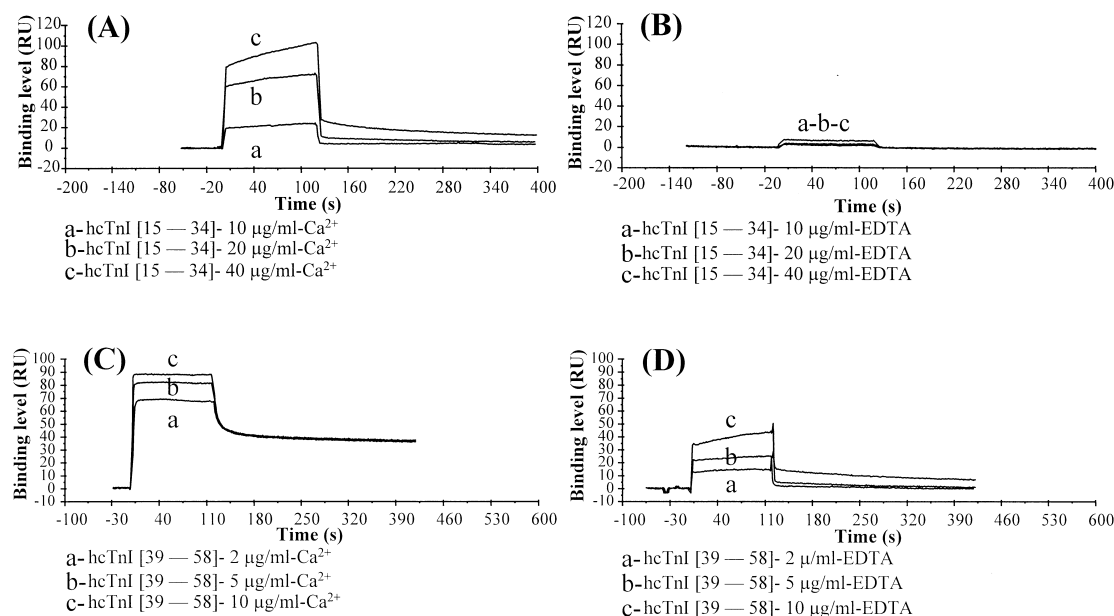 (A)
Binding level (RU)
120
100
80
60
40
20
0
-20
c
b
a
-200 -140 -80 -20 40 100 160 220 280 340 400
Time (s)
a-hcTnI [15 — 34]- 10 µg/ml-Ca²⁺
b-hcTnI [15 — 34]- 20 µg/ml-Ca²⁺
c-hcTnI [15 — 34]- 40 µg/ml-Ca²⁺
(B)
Binding level (RU)
120
100
80
60
40
20
0
-20
a-b-c
-200 -140 -80 -20 40 100 160 220 280 340 400
Time (s)
a-hcTnI [15 — 34]- 10 µg/ml-EDTA
b-hcTnI [15 — 34]- 20 µg/ml-EDTA
c-hcTnI [15 — 34]- 40 µg/ml-EDTA
(C)
Binding level (RU)
100
90
80
70
60
50
40
30
20
10
0
-10
c
b
a
-100 -30 40 110 180 250 320 390 460 530 600
Time (s)
a-hcTnI [39 — 58]- 2 µg/ml-Ca²⁺
b-hcTnI [39 — 58]- 5 µg/ml-Ca²⁺
c-hcTnI [39 — 58]- 10 µg/ml-Ca²⁺
(D)
Binding level (RU)
100
90
80
70
60
50
40
30
20
10
0
-10
c
b
a
-100 -30 40 110 180 250 320 390 460 530 600
Time (s)
a-hcTnI [39 — 58]- 2 µ/ml-EDTA
b-hcTnI [39 — 58]- 5 µg/ml-EDTA
c-hcTnI [39 — 58]- 10 µg/ml-EDTA